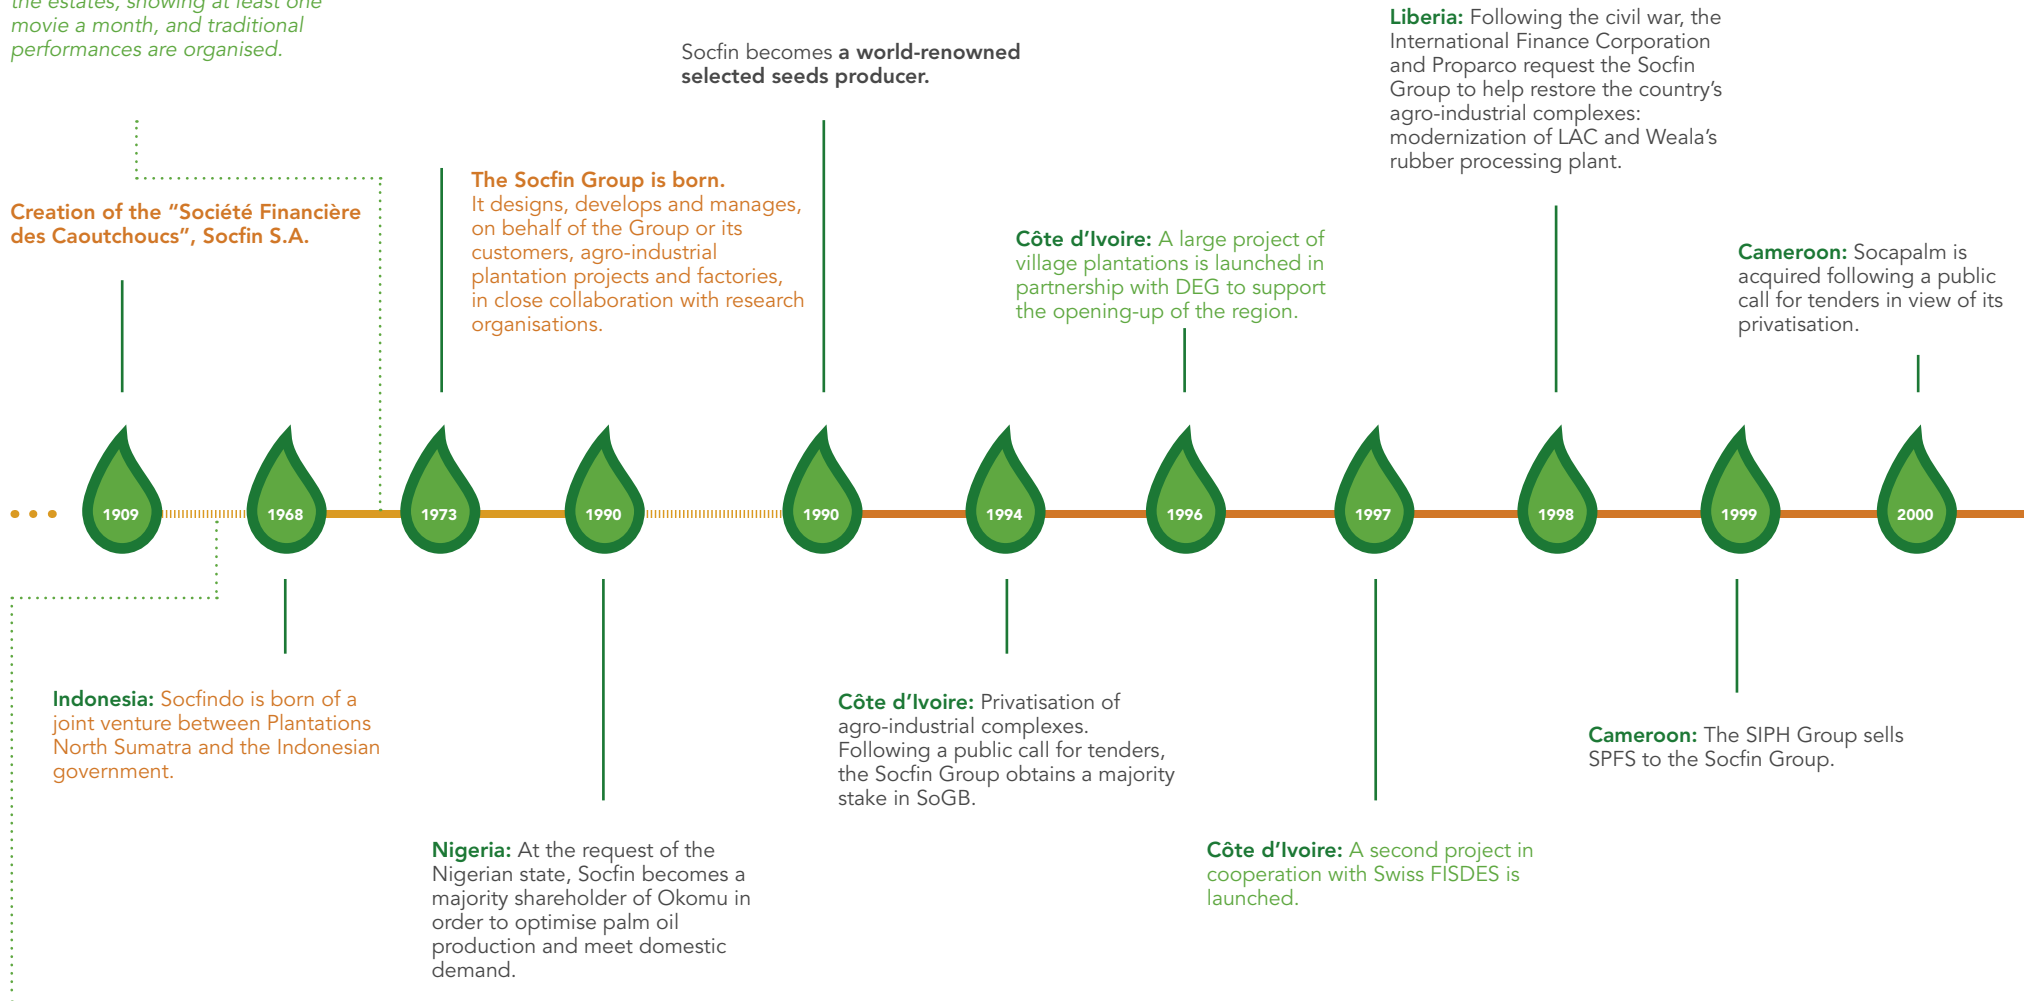 the estates, showing at least one
movie a month, and traditional
performances are organised.
Creation of the “Société Financière
des Caoutchoucs”, Socfin S.A.
The Socfin Group is born.
It designs, develops and manages,
on behalf of the Group or its
customers, agro-industrial
plantation projects and factories,
in close collaboration with research
organisations.
Socfin becomes a world-renowned
selected seeds producer.
Côte d’Ivoire: A large project of
village plantations is launched in
partnership with DEG to support
the opening-up of the region.
Liberia: Following the civil war, the
International Finance Corporation
and Proparco request the Socfin
Group to help restore the country’s
agro-industrial complexes:
modernization of LAC and Weala’s
rubber processing plant.
Cameroon: Socapalm is
acquired following a public
call for tenders in view of its
privatisation.
1909
1968
1973
1990
1990
1994
1996
1997
1998
1999
2000
Indonesia: Socfindo is born of a
joint venture between Plantations
North Sumatra and the Indonesian
government.
Nigeria: At the request of the
Nigerian state, Socfin becomes a
majority shareholder of Okomu in
order to optimise palm oil
production and meet domestic
demand.
Côte d’Ivoire: Privatisation of
agro-industrial complexes.
Following a public call for tenders,
the Socfin Group obtains a majority
stake in SoGB.
Côte d’Ivoire: A second project in
cooperation with Swiss FISDES is
launched.
Cameroon: The SIPH Group sells
SPFS to the Socfin Group.